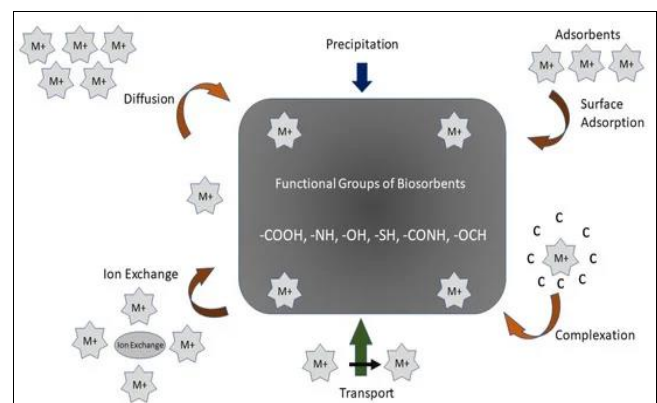 Precipitation
Adsorbents
M+ M+ M+
M+ M+
M+ M+ M+
Diffusion
Surface
Adsorption
M+
M+
Functional Groups of Biosorbents
-COOH, -NH, -OH, -SH, -CONH, -OCH
M+
C C C
C M+ C
C C C
Ion Exchange
M+
M+
M+
M+ Ion Exchange M+
M+
Complexation
M+ M+
Transport